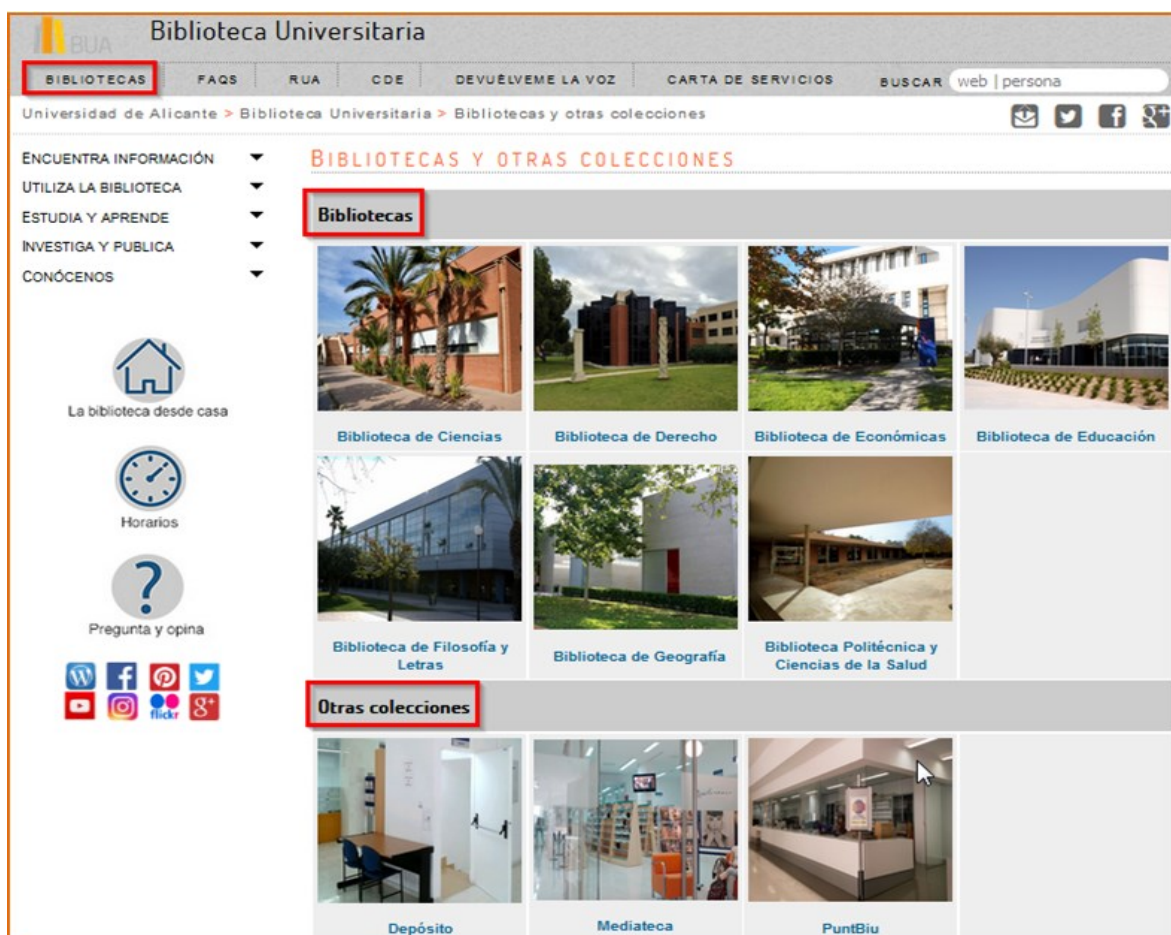 BUA
Biblioteca Universitaria
BIBLIOTECAS FAQS RUA CDE DEVUÉLVEME LA VOZ CARTA DE SERVICIOS BUSCAR web | persona
Universidad de Alicante > Biblioteca Universitaria > Bibliotecas y otras colecciones
ENCUENTRA INFORMACIÓN
UTILIZA LA BIBLIOTECA
ESTUDIA Y APRENDE
INVESTIGA Y PUBLICA
CONÓCENOS
La biblioteca desde casa
Horarios
?
Pregunta y opina
flickr
BIBLIOTECAS Y OTRAS COLECCIONES
Bibliotecas
Biblioteca de Ciencias
Biblioteca de Derecho
Biblioteca de Económicas
Biblioteca de Educación
Biblioteca de Filosofía y
Letras
Biblioteca de Geografía
Biblioteca Politécnica y
Ciencias de la Salud
Otras colecciones
Depósito
Mediateca
PuntBiu